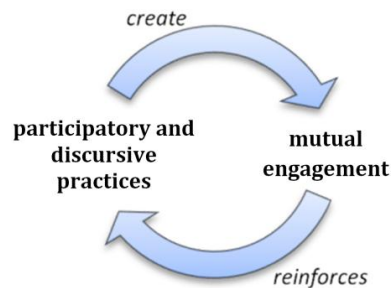 create
participatory and
discursive
practices
mutual
engagement
reinforces